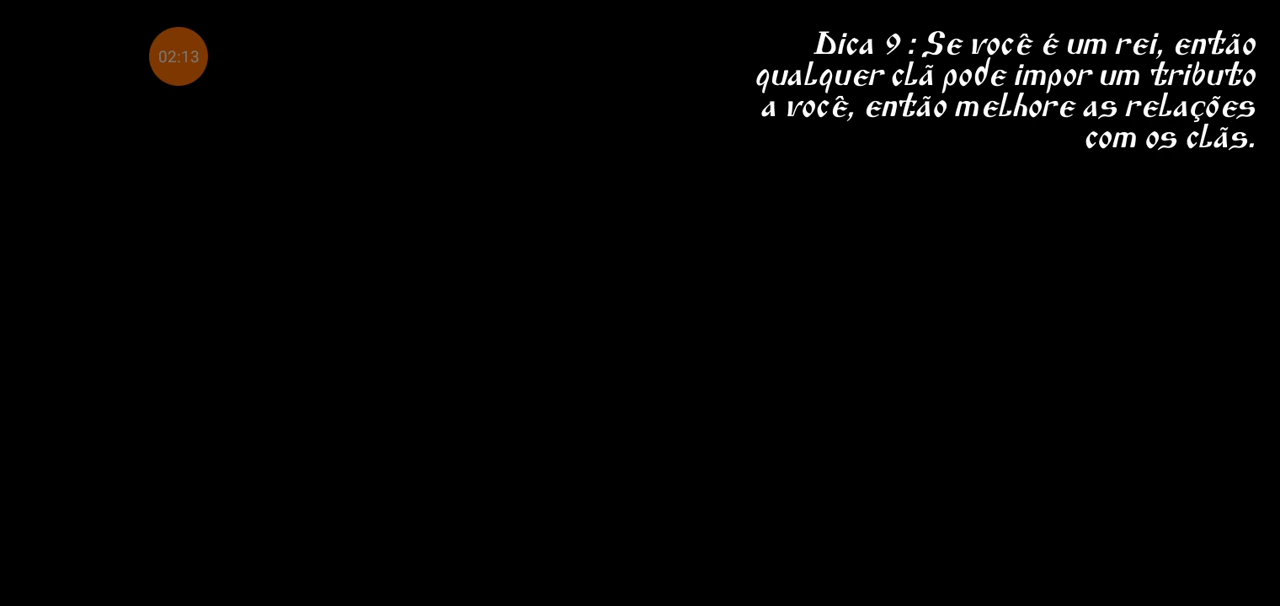 02:13
Dica 9 : Se você é um rei, então
qualquer clã pode impor um tributo
a você, então melhore as relações
com os clãs.